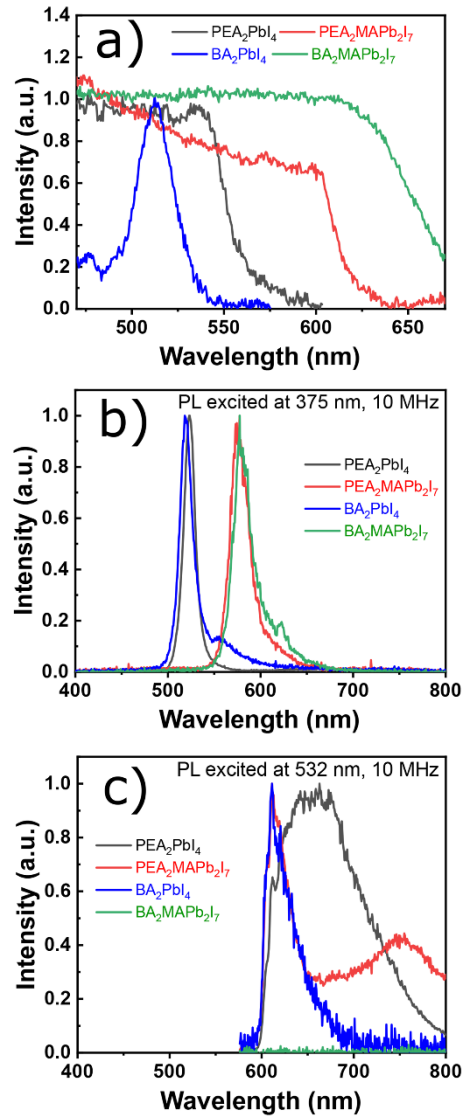 a)
PEA₂PbI₄ PEA₂MAPb₂I₇
BA₂PbI₄ BA₂MAPb₂I₇
Intensity (a.u.)
1.4
1.2
1.0
0.8
0.6
0.4
0.2
0.0
500 550 600 650
Wavelength (nm)
b)
PL excited at 375 nm, 10 MHz
PEA₂PbI₄
PEA₂MAPb₂I₇
BA₂PbI₄
BA₂MAPb₂I₇
Intensity (a.u.)
1.0
0.8
0.6
0.4
0.2
0.0
400 500 600 700 800
Wavelength (nm)
c)
PL excited at 532 nm, 10 MHz
PEA₂PbI₄
PEA₂MAPb₂I₇
BA₂PbI₄
BA₂MAPb₂I₇
Intensity (a.u.)
1.0
0.8
0.6
0.4
0.2
0.0
400 500 600 700 800
Wavelength (nm)